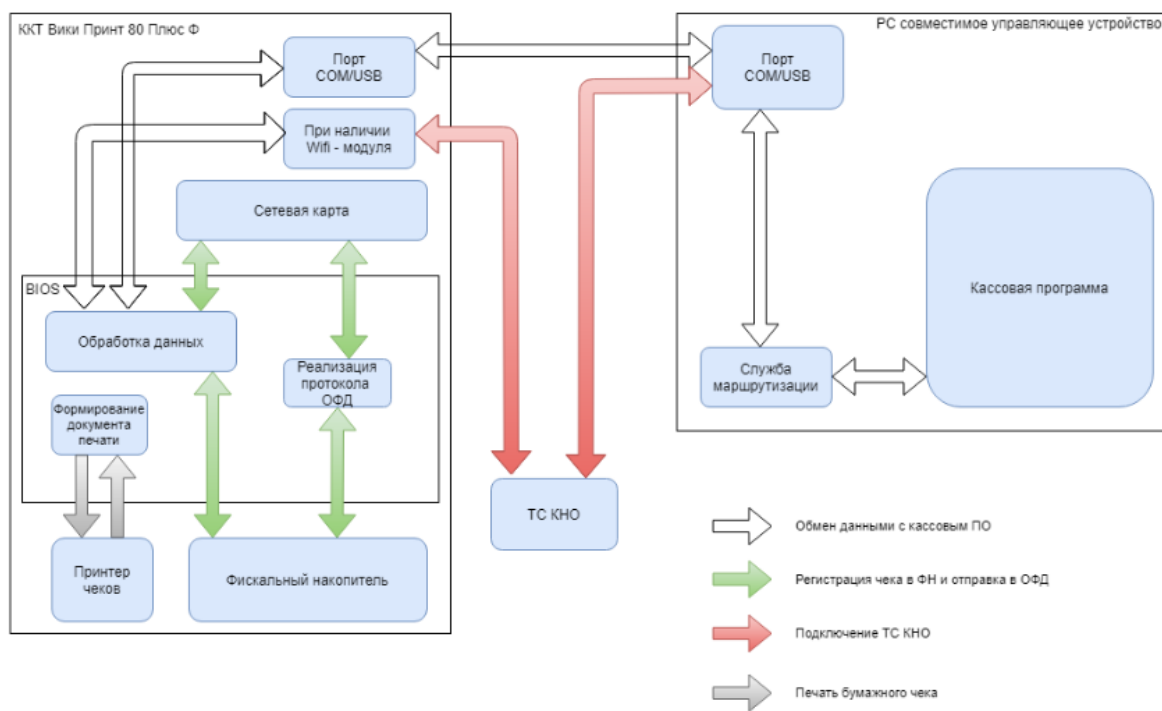 ККТ Вики Принт 80 Плюс Ф
Порт
COM/USB
При наличии
Wifi - модуля
Сетевая карта
BIOS
Обработка данных
Реализация
протокола
ОФД
Формирование
документа
печати
Принтер
чеков
Фискальный накопитель
ТС КНО
PC совместимое управляющее устройство
Порт
COM/USB
Кассовая программа
Служба
маршрутизации
Обмен данными с кассовым ПО
Регистрация чека в ФН и отправка в ОФД
Подключение ТС КНО
Печать бумажного чека